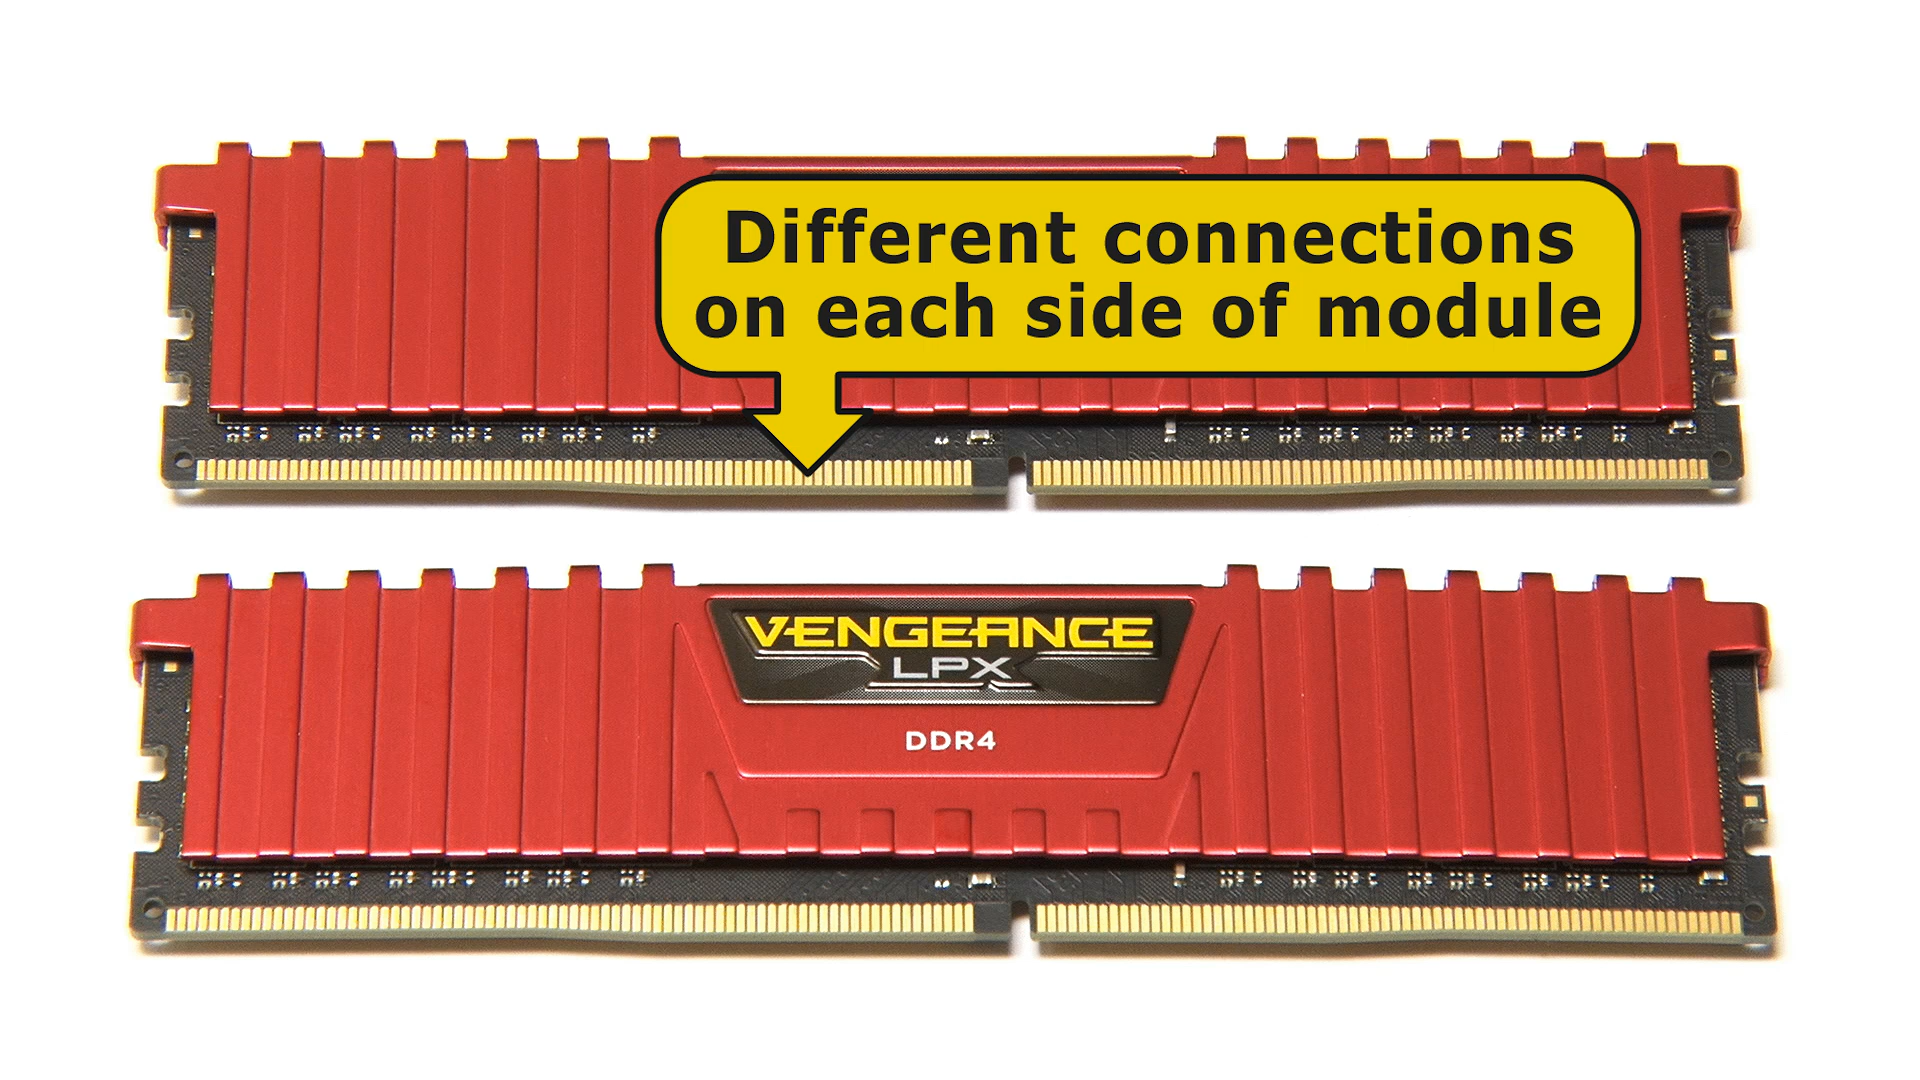 Different connections
on each side of module
VENGEANCE
LPX
DDR4